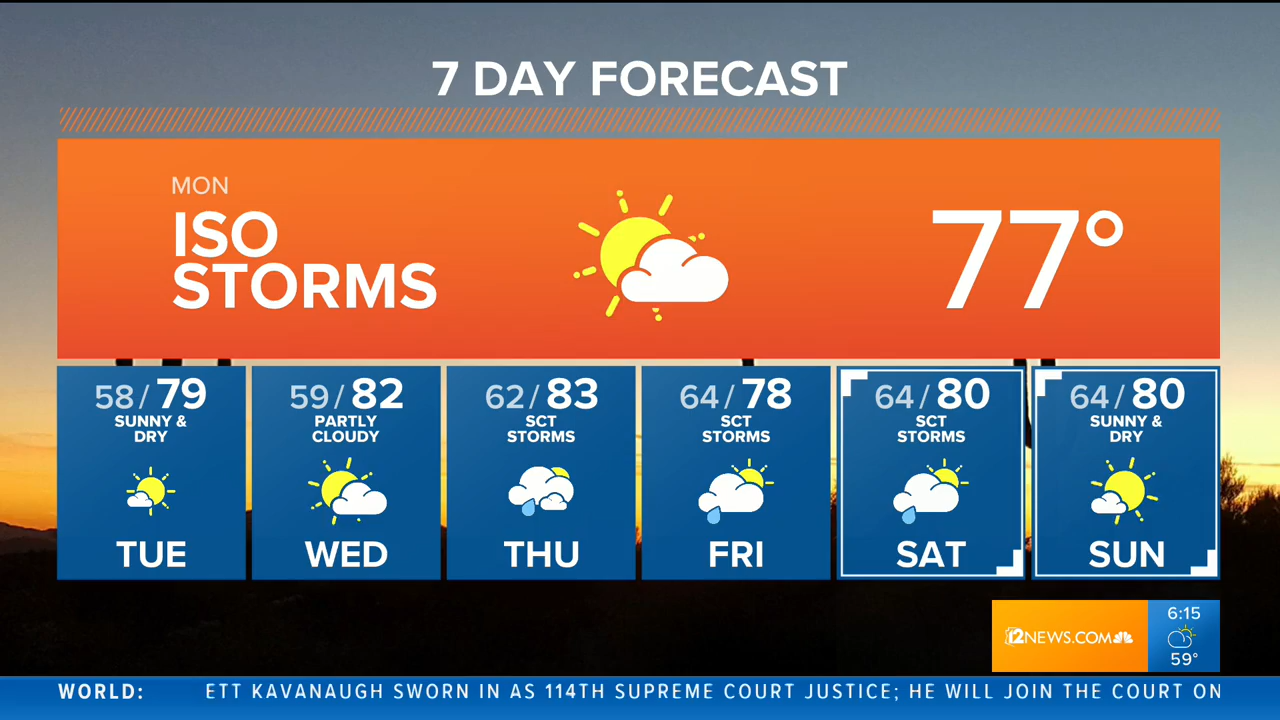 7 DAY FORECAST
MON
ISO
STORMS
77°
58/79
SUNNY &
DRY
TUE
59/82
PARTLY
CLOUDY
WED
62/83
SCT
STORMS
THU
64/78
SCT
STORMS
FRI
64/80
SCT
STORMS
SAT
64/80
SUNNY &
DRY
SUN
12NEWS.COM
6:15
59°
WORLD: ETT KAVANAUGH SWORN IN AS 114TH SUPREME COURT JUSTICE; HE WILL JOIN THE COURT ON